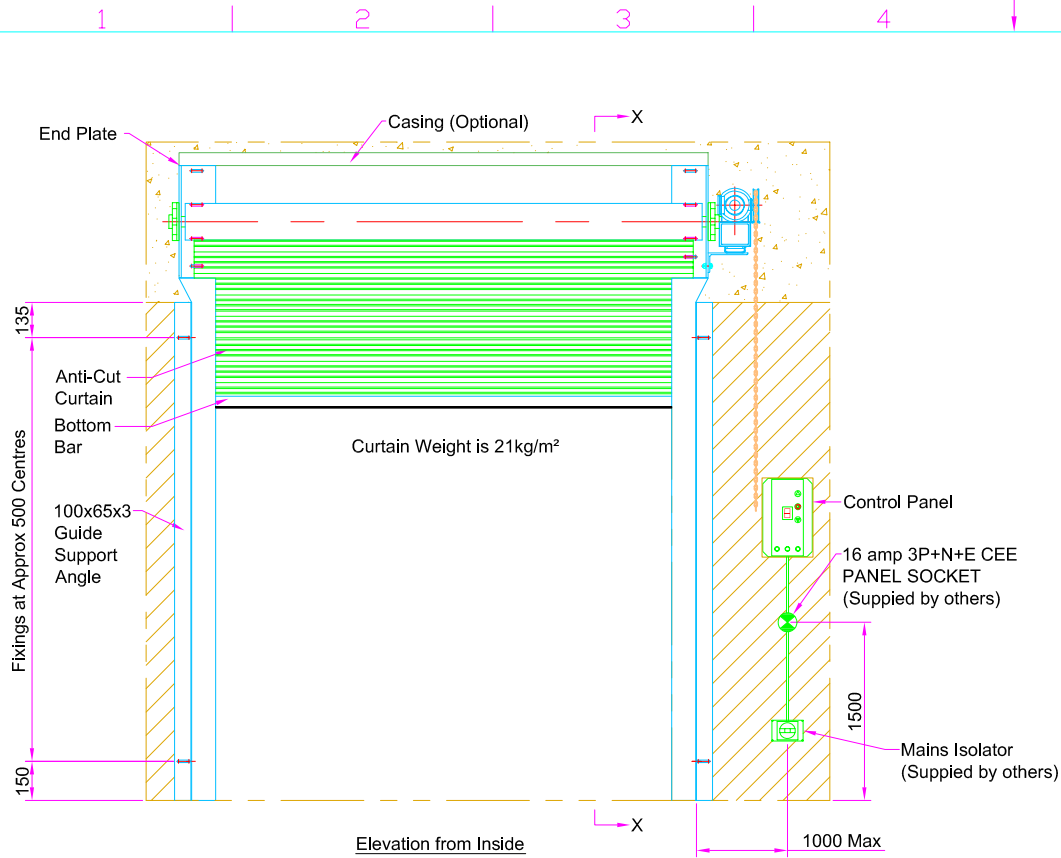 1 2 3 4
X
Casing (Optional)
End Plate
135
Anti-Cut
Curtain
Bottom
Bar
Curtain Weight is 21kg/m²
Fixings at Approx 500 Centres
100x65x3
Guide
Support
Angle
Control Panel
16 amp 3P+N+E CEE
PANEL SOCKET
(Suppied by others)
1500
Mains Isolator
(Suppied by others)
150
X
Elevation from Inside
1000 Max